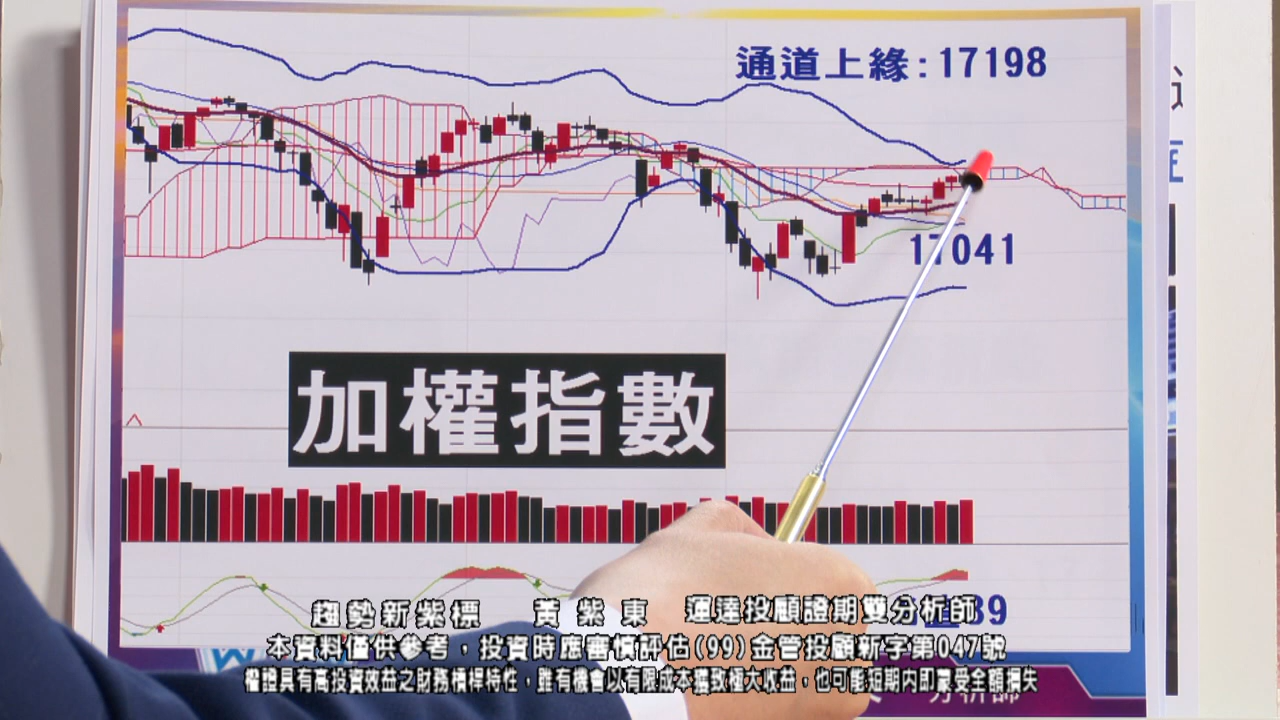 通道上緣:17198
17041
加權指數
趨勢新紫標 黃紫東 運達投顧證期雙分析師
本資料僅供參考，投資時應審慎評估(99)金管投顧新字第047號
權證具有高投資效益之財務槓桿特性，雖有機會以有限成本獲致極大收益，也可能短期内即蒙受全額損失
分析師